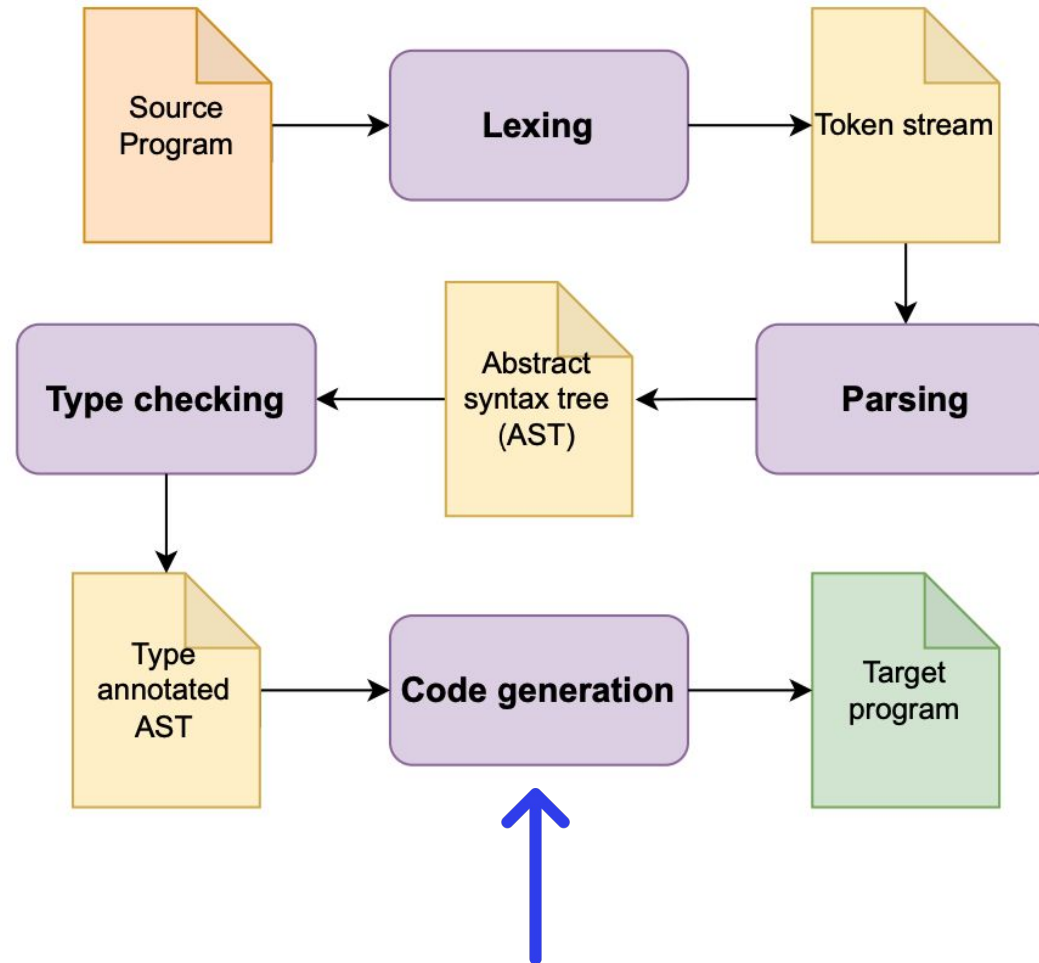 Source
Program
Lexing
Token stream
Type checking
Abstract
syntax tree
(AST)
Parsing
Type
annotated
AST
Code generation
Target
program